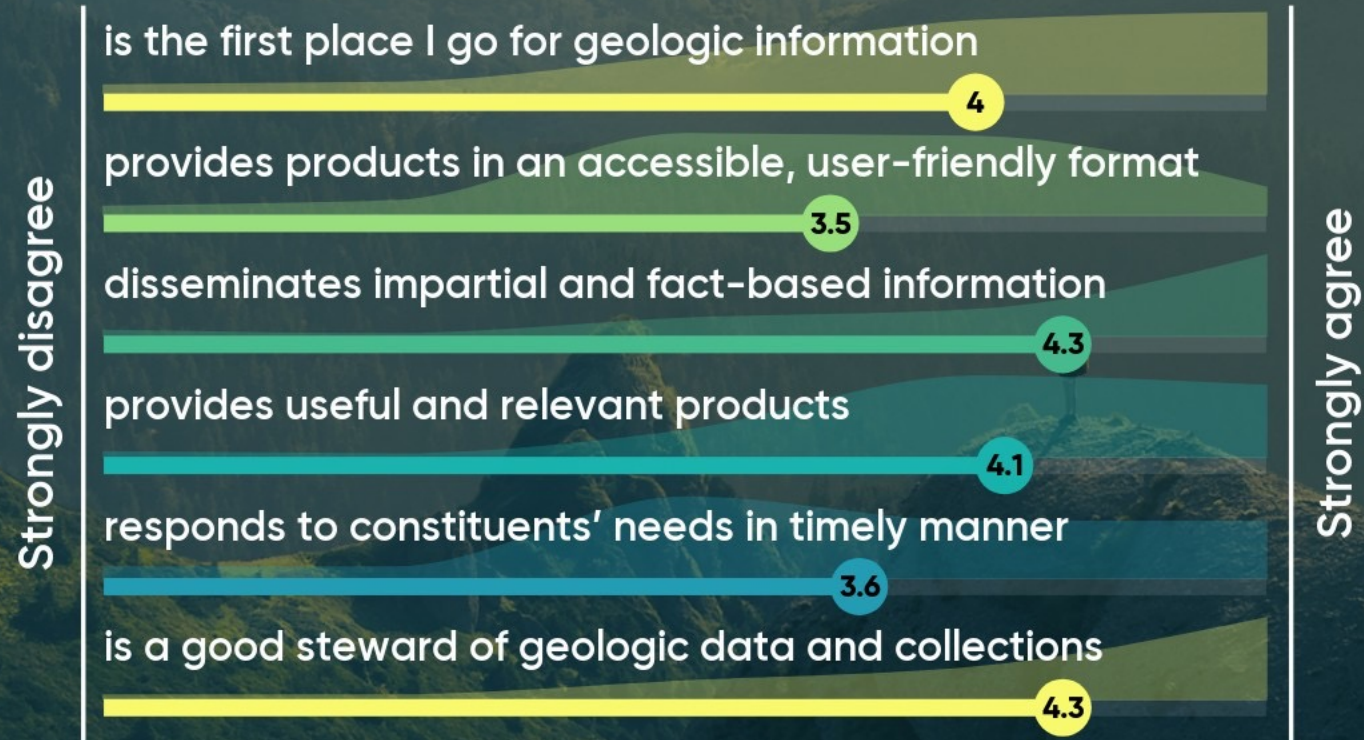 Strongly disagree
is the first place I go for geologic information
4
provides products in an accessible, user-friendly format
3.5
disseminates impartial and fact-based information
4.3
provides useful and relevant products
4.1
responds to constituents’ needs in timely manner
3.6
is a good steward of geologic data and collections
4.3
Strongly agree